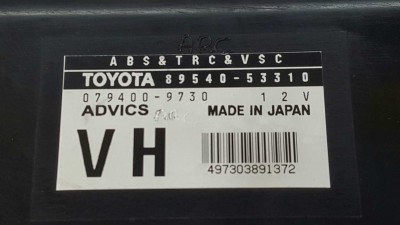 ABS&TRC&VSC
TOYOTA 89540-53310
079400-9730 12V
ADVICS MADE IN JAPAN
VH
497303891372